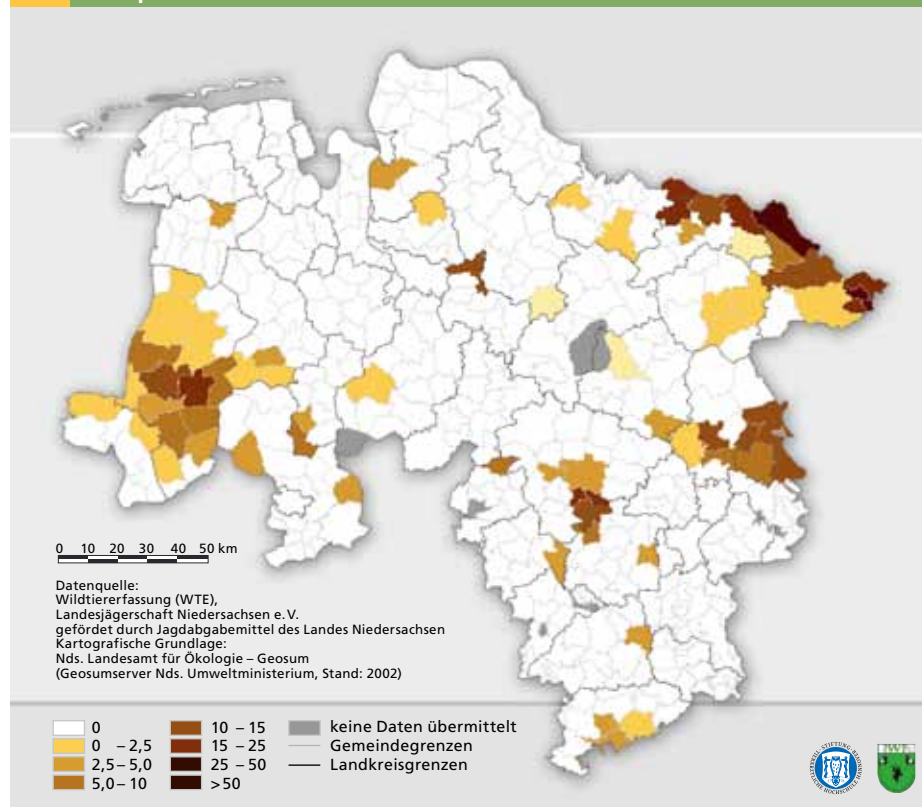 0 10 20 30 40 50 km
Datenquelle:
Wildtiererfassung (WTE),
Landesjägerschaft Niedersachsen e. V.
gefördert durch Jagdabgabemittel des Landes Niedersachsen
Kartografische Grundlage:
Nds. Landesamt für Ökologie – Geosum
(Geosumserver Nds. Umweltministerium, Stand: 2002)
0
0 – 2,5
2,5 – 5,0
5,0 – 10
10 – 15
15 – 25
25 – 50
> 50
keine Daten übermittelt
Gemeindegrenzen
Landkreisgrenzen